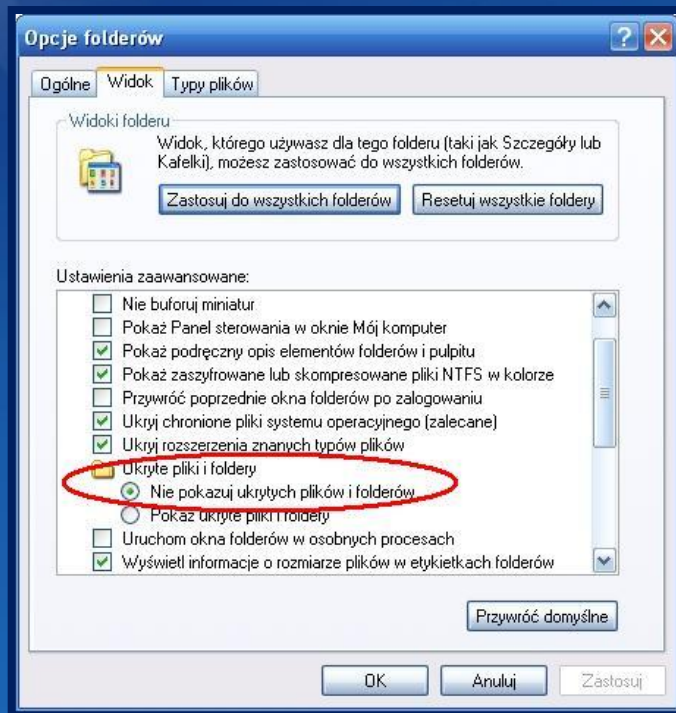 Opcje folderów
Ogólne Widok Typy plików
Widoki folderu
Widok, którego używasz dla tego folderu (taki jak Szczegóły lub
Kafelki), możesz zastosować do wszystkich folderów.
Zastosuj do wszystkich folderów Resetuj wszystkie foldery
Ustawienia zaawansowane:
Nie buforuj miniatur
Pokaż Panel sterowania w oknie Mój komputer
Pokaż podręczny opis elementów folderów i pulpitu
Pokaż zaszyfrowane lub skompresowane pliki NTFS w kolorze
Przywróć poprzednie okna folderów po zalogowaniu
Ukryj chronione pliki systemu operacyjnego (zalecane)
Ukryj rozszerzenia znanych typów plików
Ukryte pliki i foldery
Nie pokazuj ukrytych plików i folderów
Pokaż ukryte pliki i foldery
Uruchom okna folderów w osobnych procesach
Wyświetl informacje o rozmiarze plików w etykietkach folderów
Przywróć domyślne
OK Anuluj Zastosuj